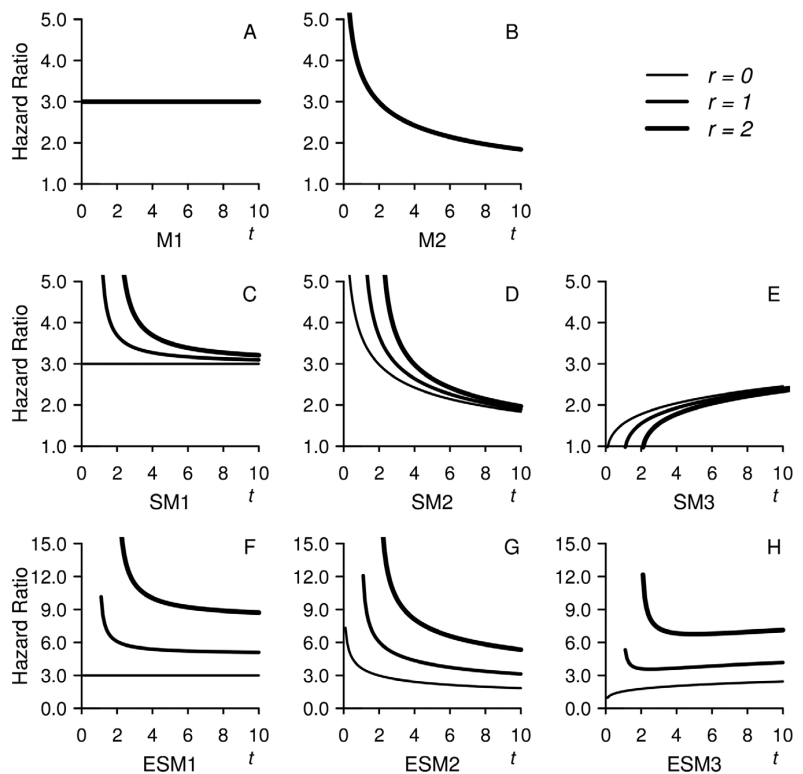 Hazard Ratio
5.0
4.0
3.0
2.0
1.0
A
0 2 4 6 8 10
M1
t
5.0
4.0
3.0
2.0
1.0
B
0 2 4 6 8 10
M2
t
r = 0
r = 1
r = 2
Hazard Ratio
5.0
4.0
3.0
2.0
1.0
C
0 2 4 6 8 10
SM1
t
5.0
4.0
3.0
2.0
1.0
D
0 2 4 6 8 10
SM2
t
5.0
4.0
3.0
2.0
1.0
E
0 2 4 6 8 10
SM3
t
Hazard Ratio
15.0
12.0
9.0
6.0
3.0
0.0
F
0 2 4 6 8 10
ESM1
t
15.0
12.0
9.0
6.0
3.0
0.0
G
0 2 4 6 8 10
ESM2
t
15.0
12.0
9.0
6.0
3.0
0.0
H
0 2 4 6 8 10
ESM3
t